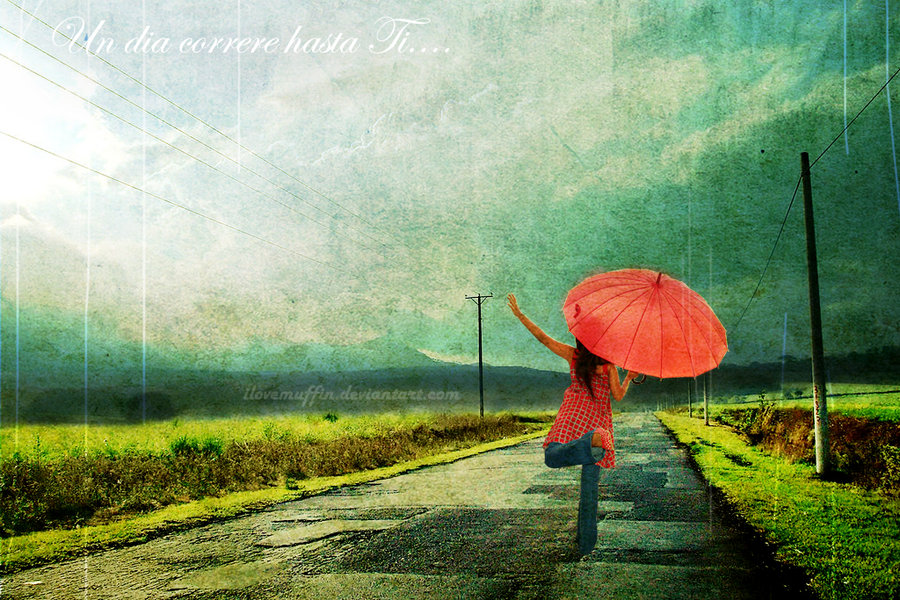 Un dia correre hasta Ti....
ilovemuffin.deviantart.com